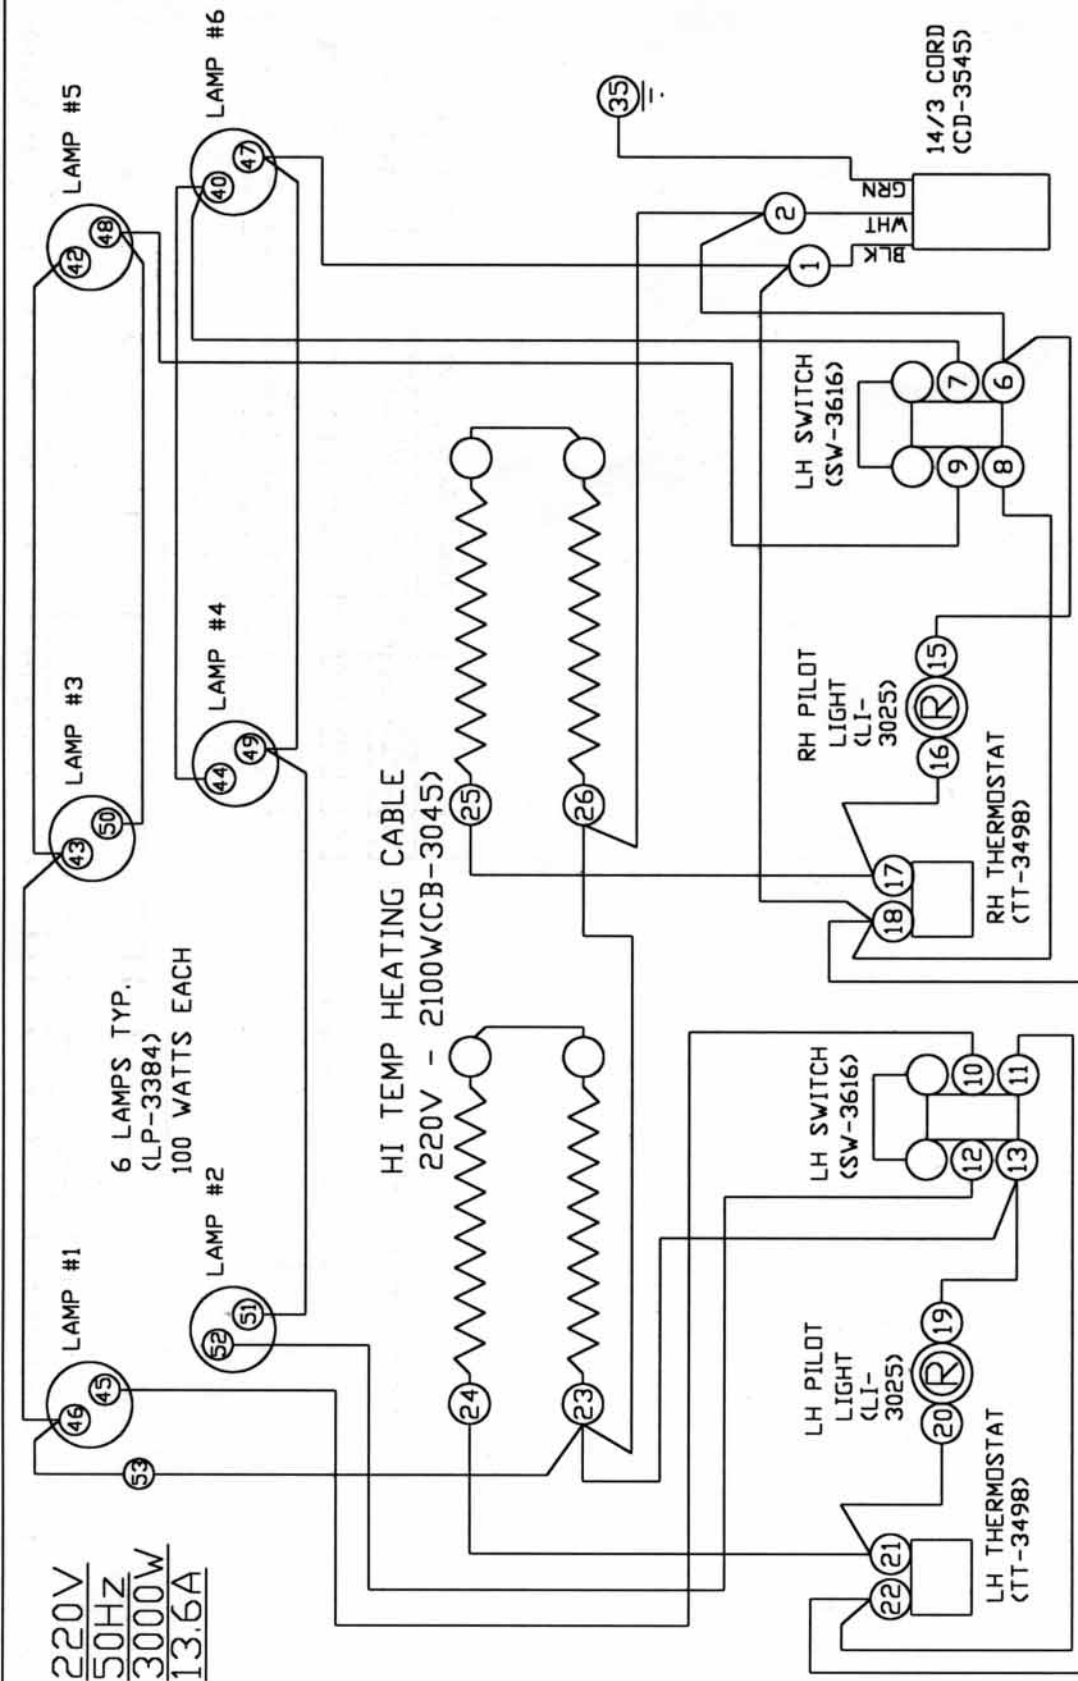 220V
50Hz
3000W
13.6A
LAMP #1
LAMP #3
LAMP #5
46
45
43
50
42
48
53
6 LAMPS TYP.
(LP-3384)
100 WATTS EACH
LAMP #2
LAMP #4
LAMP #6
52
51
44
49
40
47
HI TEMP HEATING CABLE
220V - 2100W(CB-3045)
24
23
25
26
35
14/3 CORD
(CD-3545)
GRN
WHT
BLK
2
1
LH SWITCH
(SW-3616)
12
10
13
11
LH SWITCH
(SW-3616)
9
7
8
6
LH PILOT
LIGHT
(LI-
3025)
20
R
19
RH PILOT
LIGHT
(LI-
3025)
16
R
15
22
21
LH THERMOSTAT
(TT-3498)
18
17
RH THERMOSTAT
(TT-3498)